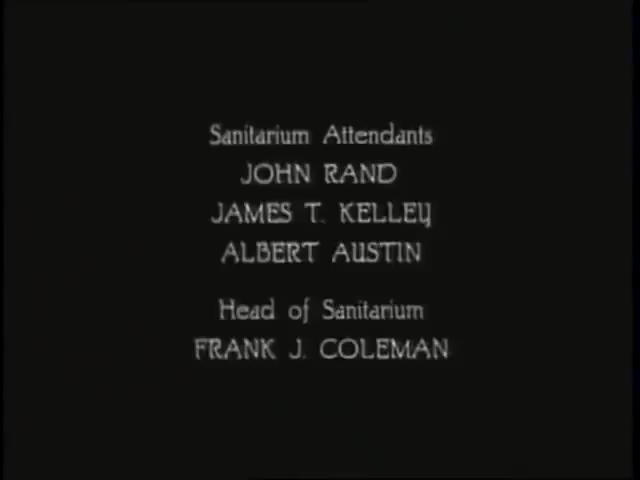 Sanitarium Attendants
JOHN RAND
JAMES T. KELLEY
ALBERT AUSTIN
Head of Sanitarium
FRANK J. COLEMAN